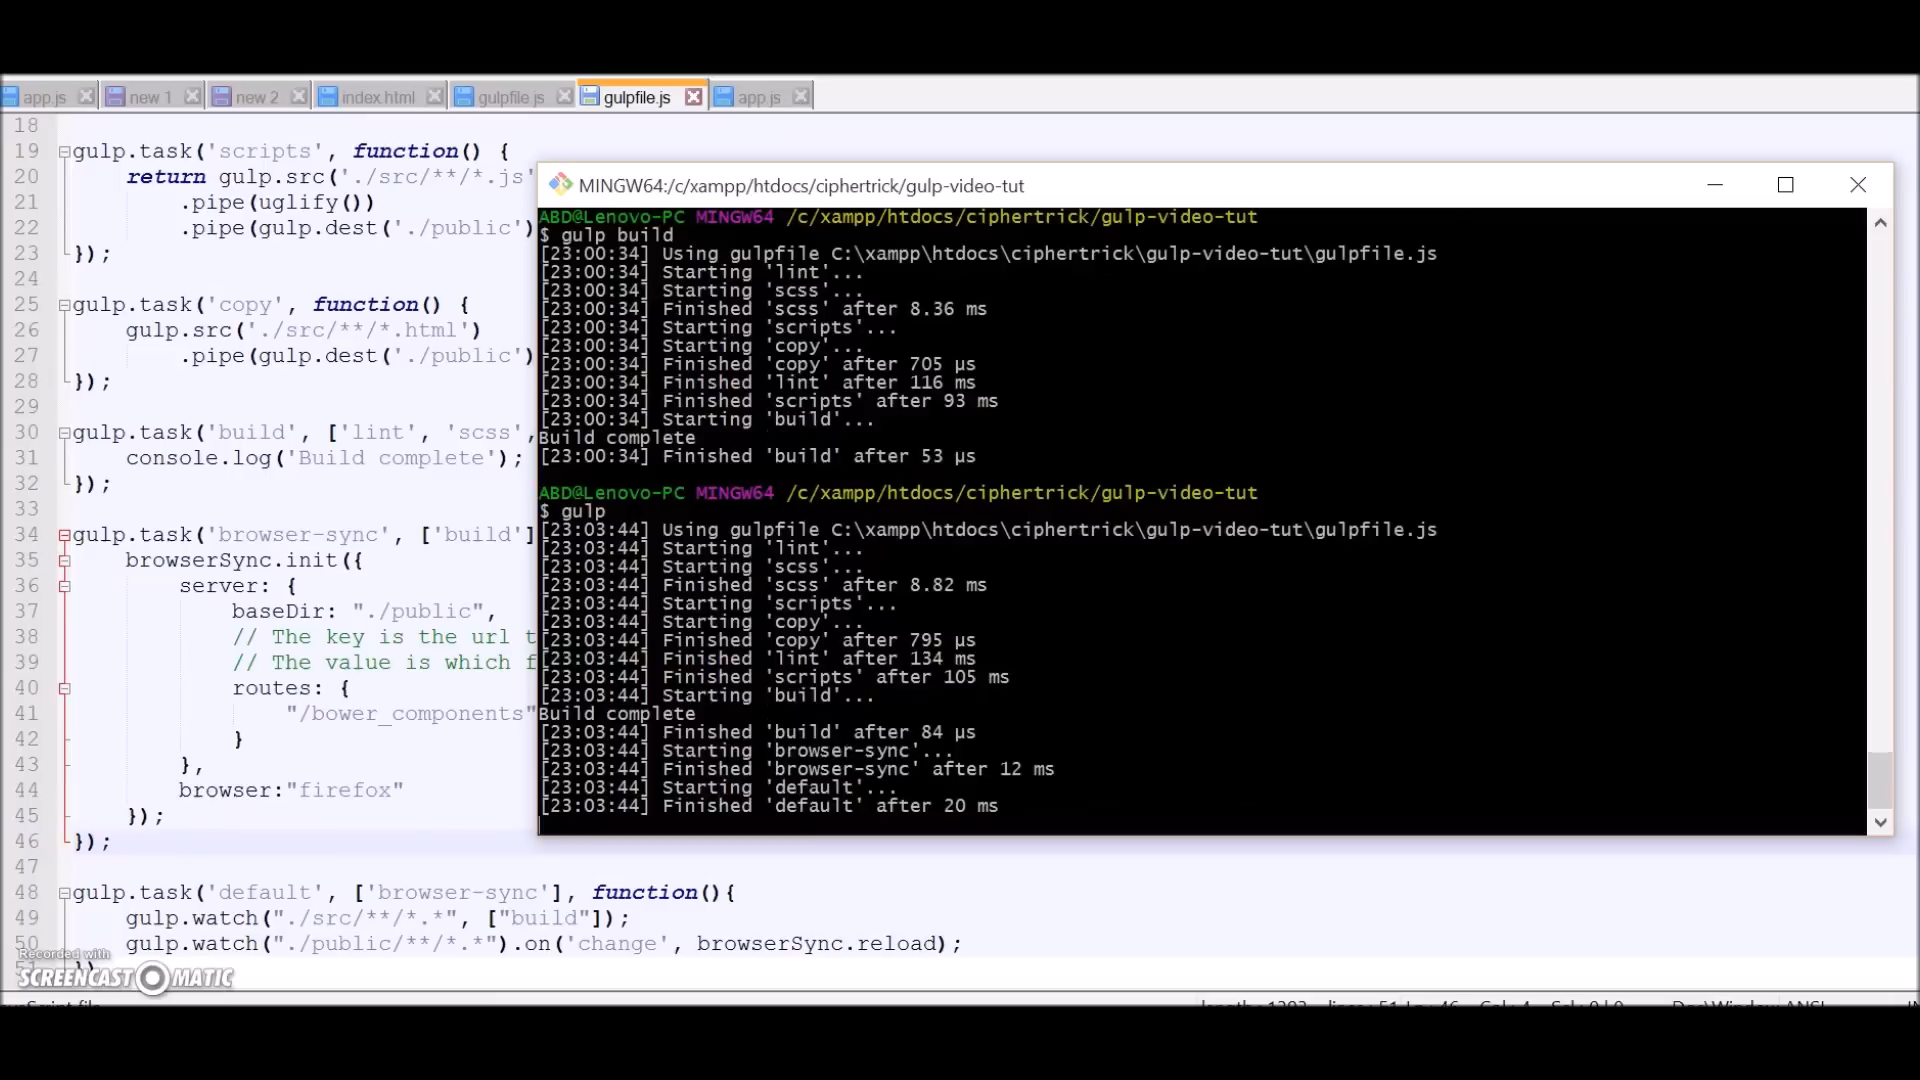 app.js new 1 new 2 index.html gulpfile.js gulpfile.js app.js
18
19 gulp.task('scripts', function() {
20 return gulp.src('./src/**/*.js'
21 .pipe(uglify())
22 .pipe(gulp.dest('./public')
23 });
24
25 gulp.task('copy', function() {
26 gulp.src('./src/**/*.html')
27 .pipe(gulp.dest('./public')
28 });
29
30 gulp.task('build', ['lint', 'scss',
31 console.log('Build complete');
32 });
33
34 gulp.task('browser-sync', ['build']
35 browserSync.init({
36 server: {
37 baseDir: "./public",
38 // The key is the url t
39 // The value is which f
40 routes: {
41 "/bower_components"
42 }
43 },
44 browser:"firefox"
45 });
46 });
47
48 gulp.task('default', ['browser-sync'], function(){
49 gulp.watch("./src/**/*.*", ["build"]);
50 gulp.watch("./public/**/*.*").on('change', browserSync.reload);
Recorded with
SCREENCAST MATIC
MINGW64:/c/xampp/htdocs/ciphertrick/gulp-video-tut
ABD@Lenovo-PC MINGW64 /c/xampp/htdocs/ciphertrick/gulp-video-tut
$ gulp build
[23:00:34] Using gulpfile C:\xampp\htdocs\ciphertrick\gulp-video-tut\gulpfile.js
[23:00:34] Starting 'lint'...
[23:00:34] Starting 'scss'...
[23:00:34] Finished 'scss' after 8.36 ms
[23:00:34] Starting 'scripts'...
[23:00:34] Starting 'copy'...
[23:00:34] Finished 'copy' after 705 µs
[23:00:34] Finished 'lint' after 116 ms
[23:00:34] Finished 'scripts' after 93 ms
[23:00:34] Starting 'build'...
Build complete
[23:00:34] Finished 'build' after 53 µs
ABD@Lenovo-PC MINGW64 /c/xampp/htdocs/ciphertrick/gulp-video-tut
$ gulp
[23:03:44] Using gulpfile C:\xampp\htdocs\ciphertrick\gulp-video-tut\gulpfile.js
[23:03:44] Starting 'lint'...
[23:03:44] Starting 'scss'...
[23:03:44] Finished 'scss' after 8.82 ms
[23:03:44] Starting 'scripts'...
[23:03:44] Starting 'copy'...
[23:03:44] Finished 'copy' after 795 µs
[23:03:44] Finished 'lint' after 134 ms
[23:03:44] Finished 'scripts' after 105 ms
[23:03:44] Starting 'build'...
Build complete
[23:03:44] Finished 'build' after 84 µs
[23:03:44] Starting 'browser-sync'...
[23:03:44] Finished 'browser-sync' after 12 ms
[23:03:44] Starting 'default'...
[23:03:44] Finished 'default' after 20 ms